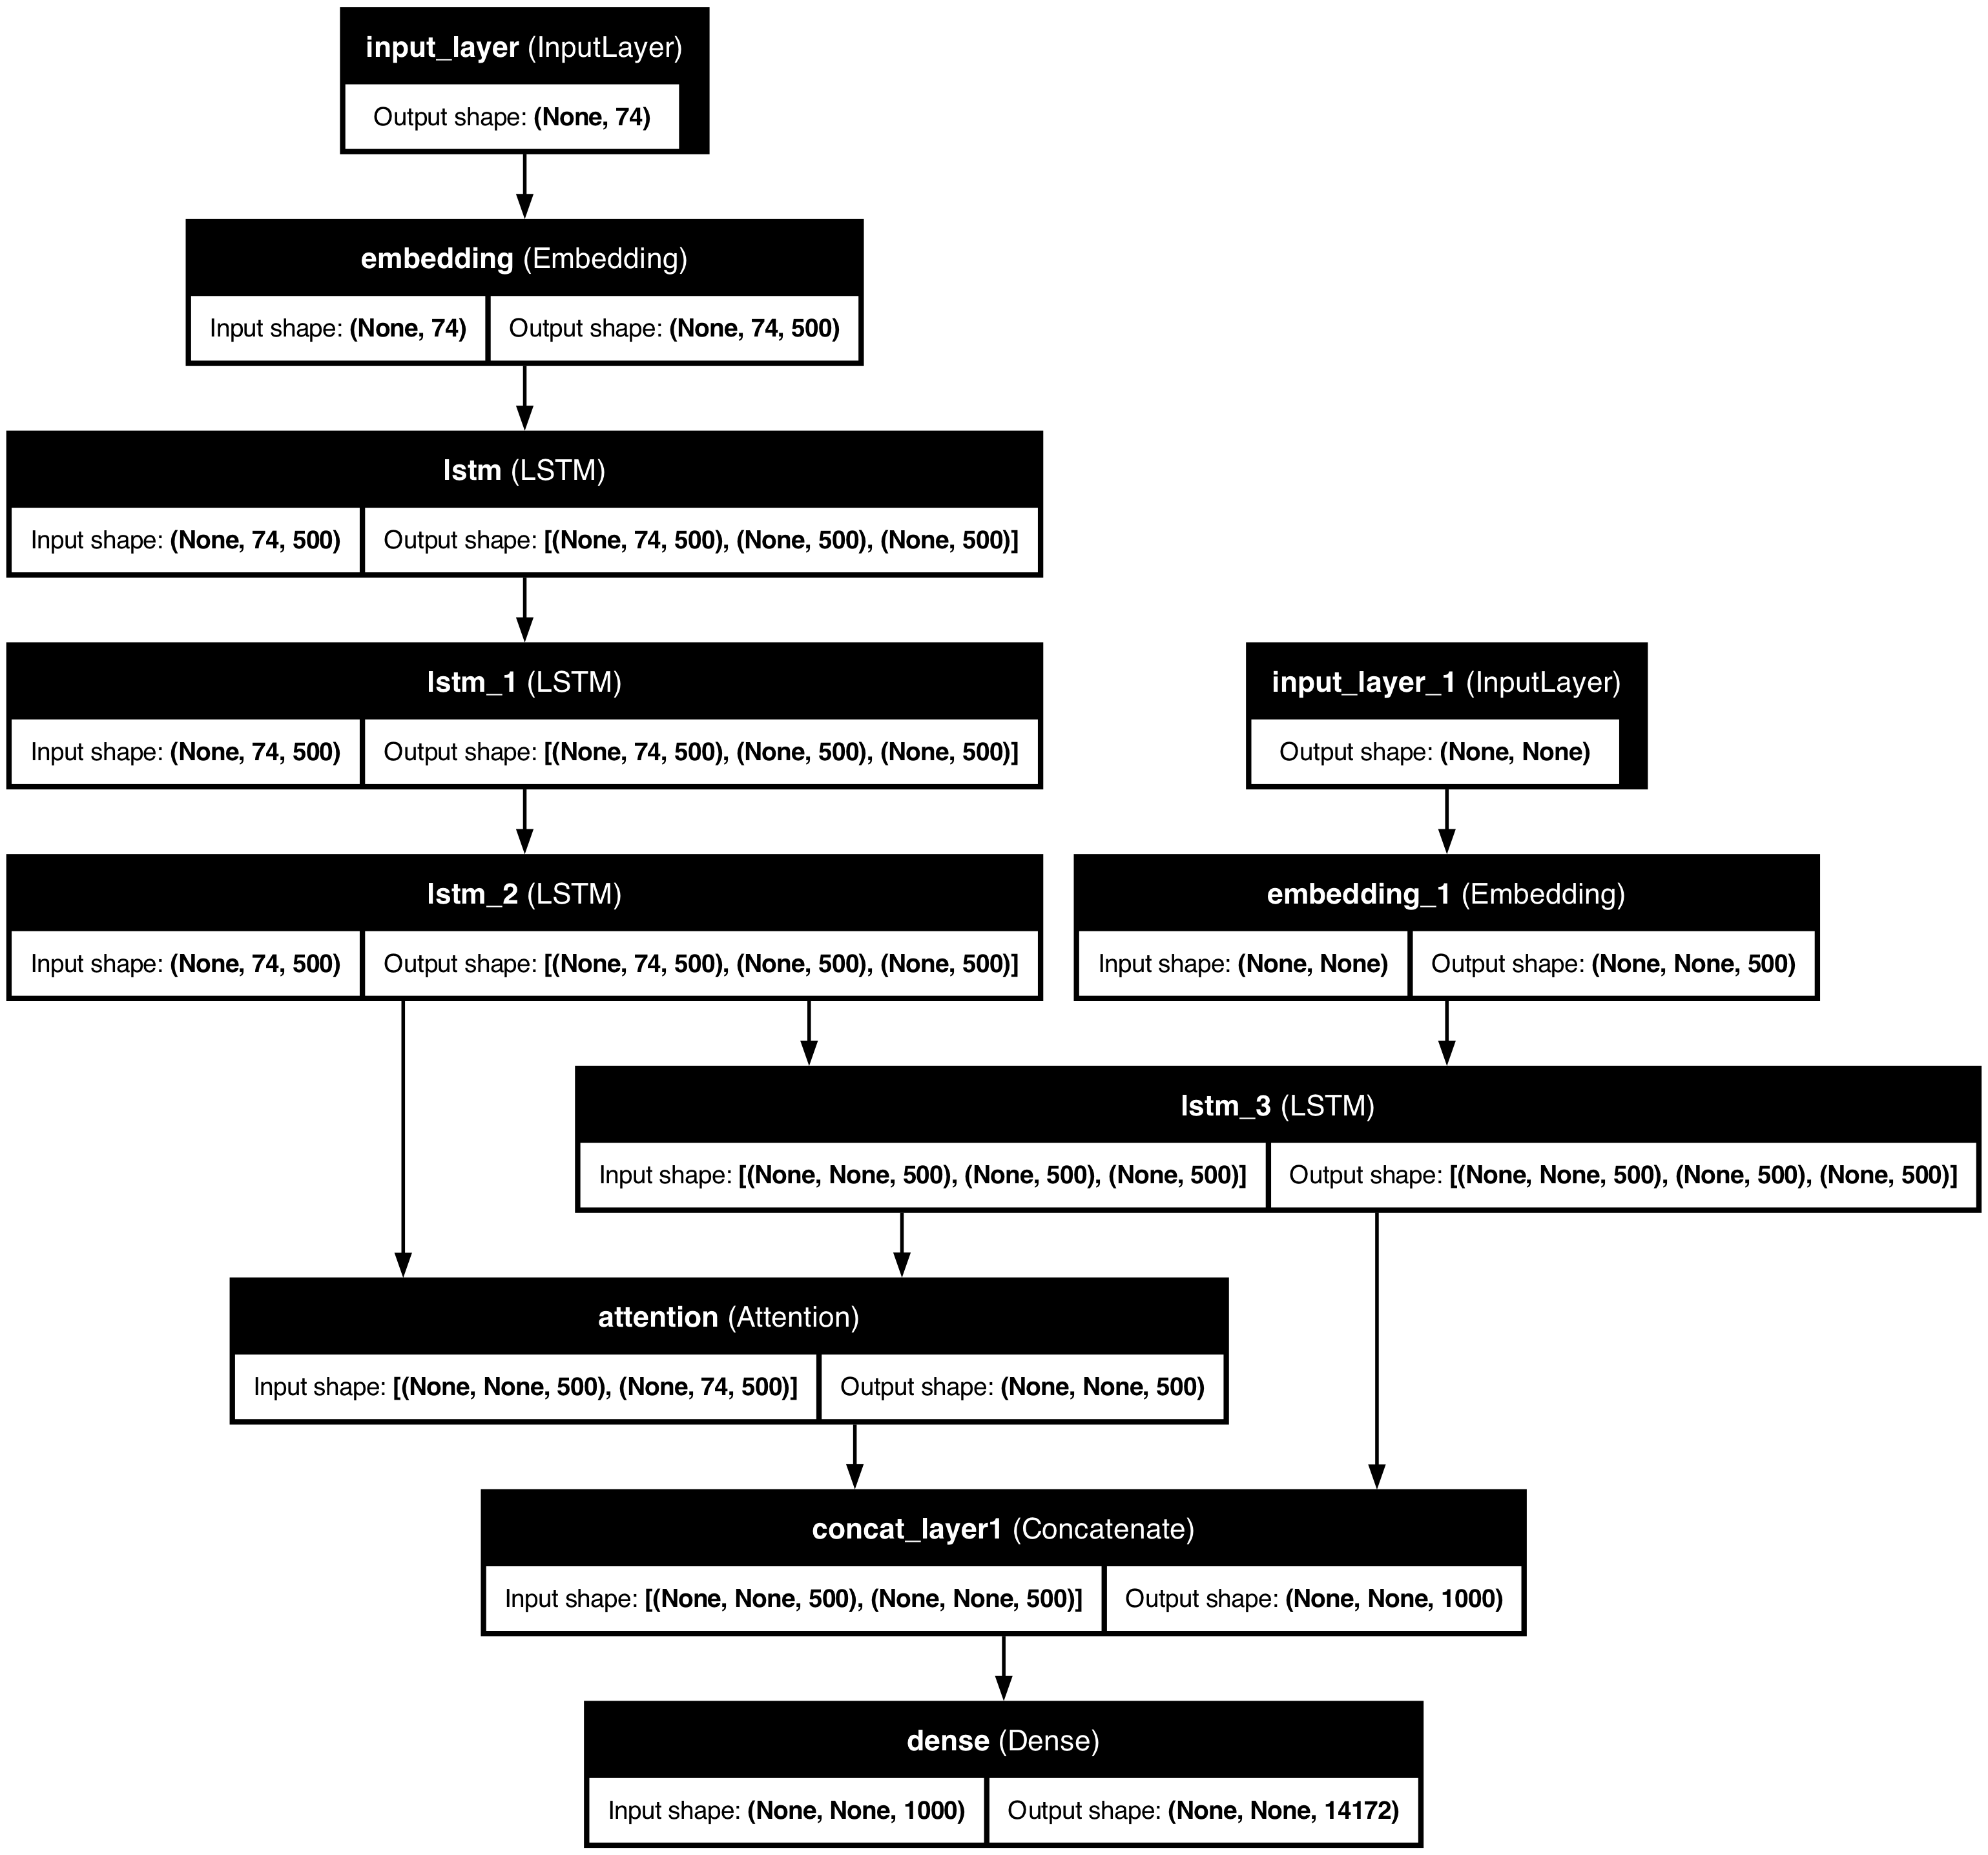 input_layer (InputLayer)
Output shape: (None, 74)
embedding (Embedding)
Input shape: (None, 74) Output shape: (None, 74, 500)
lstm (LSTM)
Input shape: (None, 74, 500) Output shape: [(None, 74, 500), (None, 500), (None, 500)]
lstm_1 (LSTM)
Input shape: (None, 74, 500) Output shape: [(None, 74, 500), (None, 500), (None, 500)]
input_layer_1 (InputLayer)
Output shape: (None, None)
lstm_2 (LSTM)
Input shape: (None, 74, 500) Output shape: [(None, 74, 500), (None, 500), (None, 500)]
embedding_1 (Embedding)
Input shape: (None, None) Output shape: (None, None, 500)
lstm_3 (LSTM)
Input shape: [(None, None, 500), (None, 500), (None, 500)] Output shape: [(None, None, 500), (None, 500), (None, 500)]
attention (Attention)
Input shape: [(None, None, 500), (None, 74, 500)] Output shape: (None, None, 500)
concat_layer1 (Concatenate)
Input shape: [(None, None, 500), (None, None, 500)] Output shape: (None, None, 1000)
dense (Dense)
Input shape: (None, None, 1000) Output shape: (None, None, 14172)